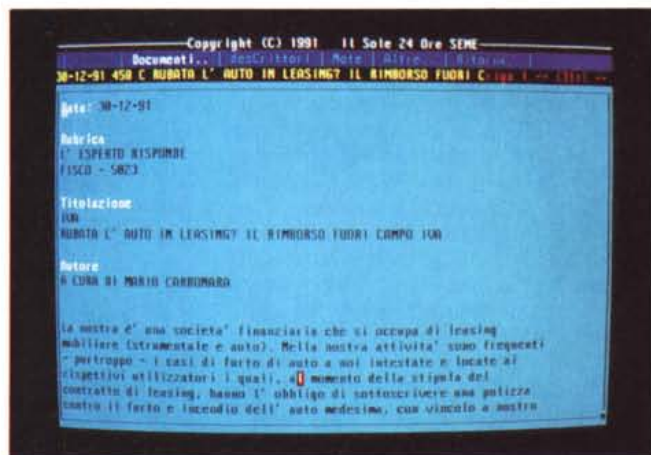 Copyright (C) 1991 Il Sole 24 Ore SEME
Documenti.. desCrittori Note Altre.. Ritorna
30-12-91 450 C RUBATA L' AUTO IN LEASING? IL RIMBORSO FUORI C
Data: 30-12-91
Rubrica
L' ESPERTO RISPONDE
FISCO - 5023
Titolazione
IVA
RUBATA L' AUTO IN LEASING? IL RIMBORSO FUORI CAMPO IVA
Autore
A CURA DI MARIO CARBOMARA
La nostra e' una societa' finanziaria che si occupa di leasing
mobiliare (strumentale e auto). Nella nostra attivita' sono frequenti
- purtroppo - i casi di furto di auto a noi intestate e locate ai
rispettivi utilizzatori i quali, al momento della stipula del
contratto di leasing, hanno l' obbligo di sottoscrivere una polizza
contro il furto e incendio dell' auto medesima, con vincolo a nostro